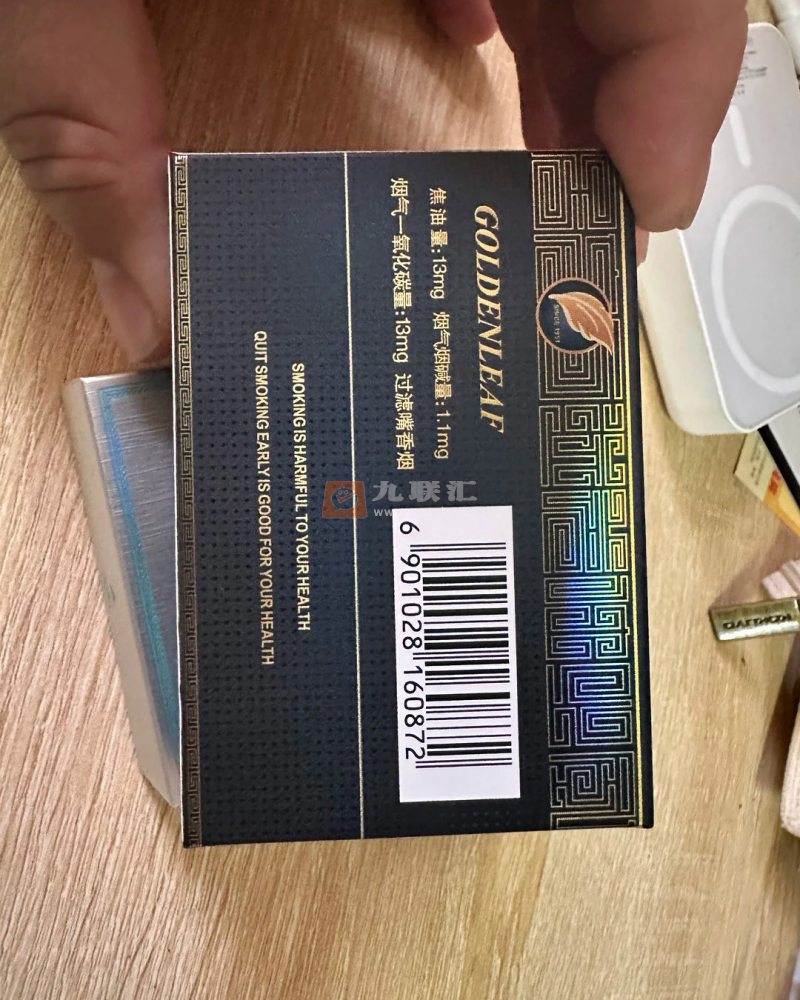 GOLDENLEAF
SINCE 1951
焦油量:13mg 烟气烟碱量:1.1mg
烟气一氧化碳量:13mg 过滤嘴香烟
6 901028 160872
SMOKING IS HARMFUL TO YOUR HEALTH
QUIT SMOKING EARLY IS GOOD FOR YOUR HEALTH
九联汇